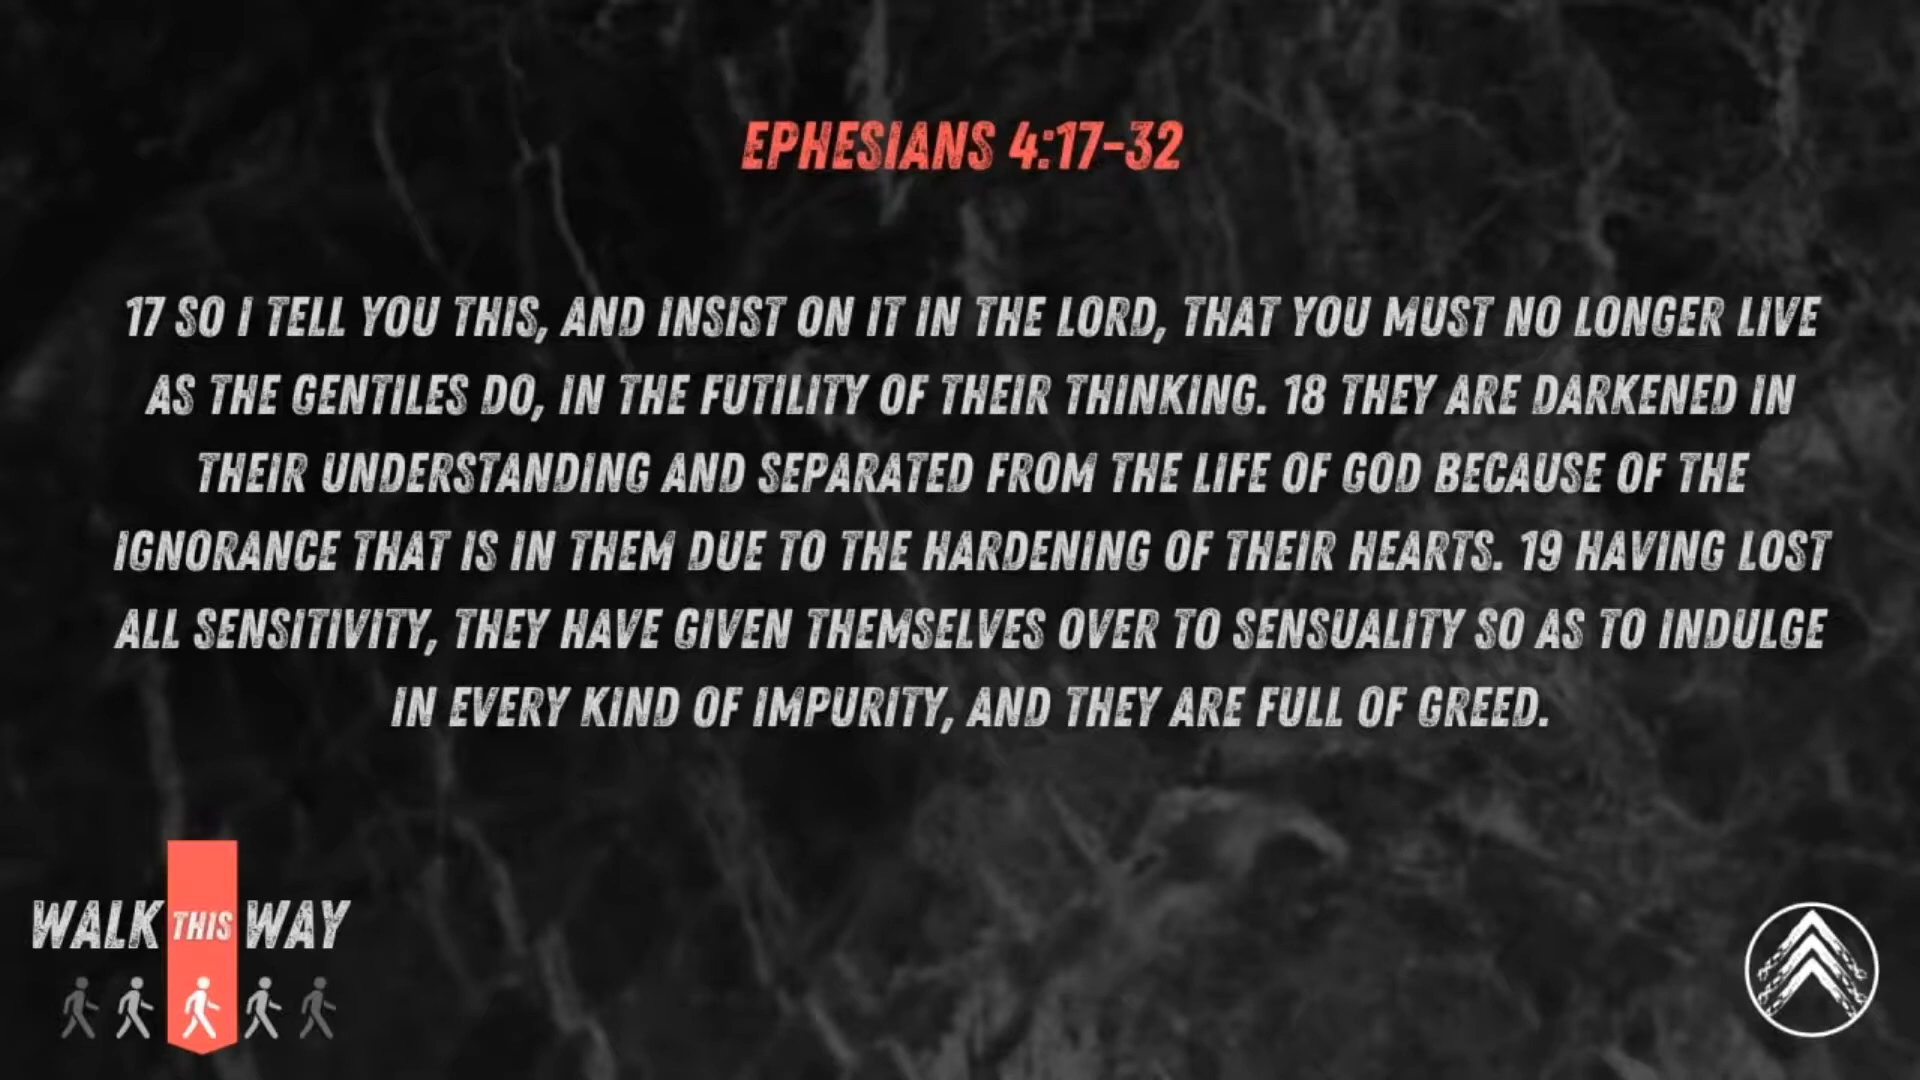 EPHESIANS 4:17-32
17 SO I TELL YOU THIS, AND INSIST ON IT IN THE LORD, THAT YOU MUST NO LONGER LIVE
AS THE GENTILES DO, IN THE FUTILITY OF THEIR THINKING. 18 THEY ARE DARKENED IN
THEIR UNDERSTANDING AND SEPARATED FROM THE LIFE OF GOD BECAUSE OF THE
IGNORANCE THAT IS IN THEM DUE TO THE HARDENING OF THEIR HEARTS. 19 HAVING LOST
ALL SENSITIVITY, THEY HAVE GIVEN THEMSELVES OVER TO SENSUALITY SO AS TO INDULGE
IN EVERY KIND OF IMPURITY, AND THEY ARE FULL OF GREED.
WALK THIS WAY